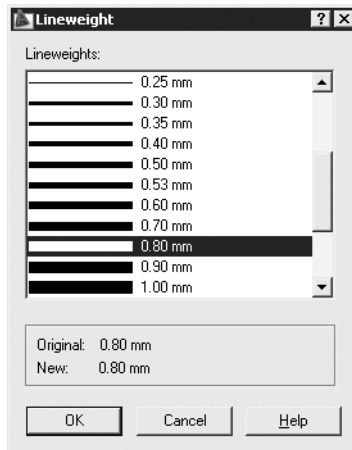 Lineweight
Lineweights:
0.25 mm
0.30 mm
0.35 mm
0.40 mm
0.50 mm
0.53 mm
0.60 mm
0.70 mm
0.80 mm
0.90 mm
1.00 mm
Original: 0.80 mm
New: 0.80 mm
OK Cancel Help